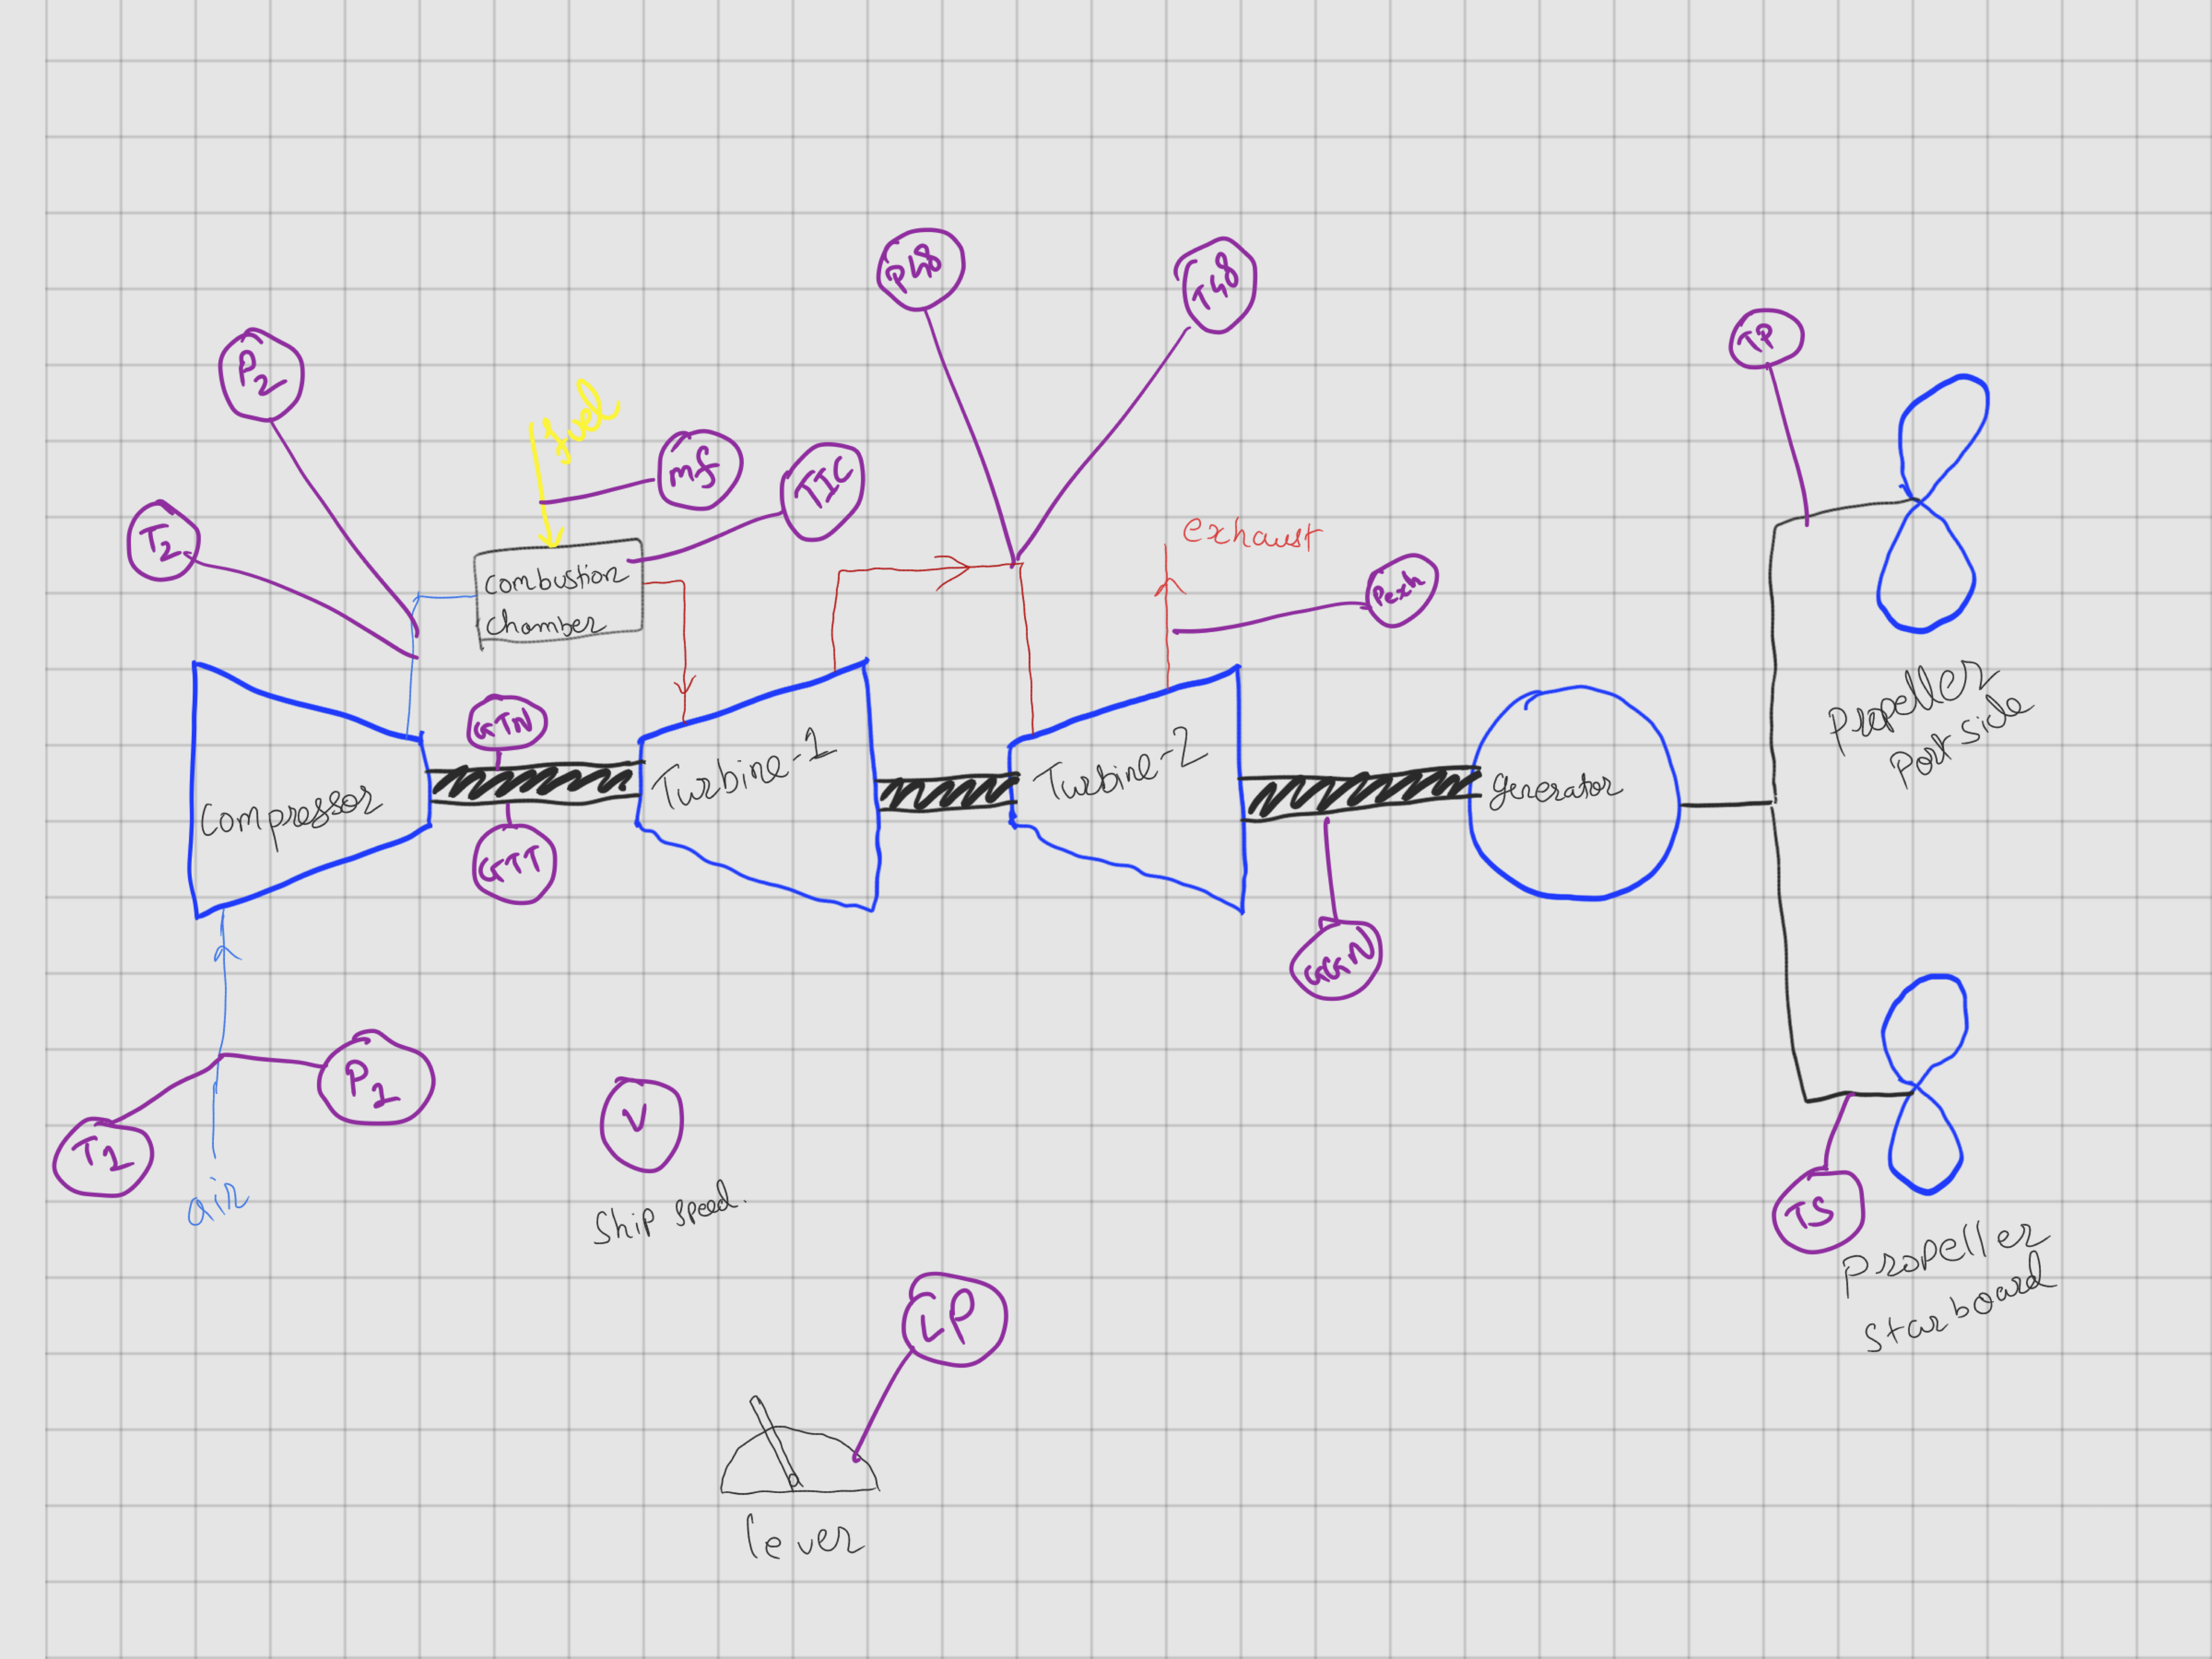 P48
T48
TP
P2
fuel
mf
TIC
T2
exhaust
combustion
chamber
Pexh
Propeller
Port side
GTN
Compressor
Turbine-1
Turbine-2
generator
GTT
GGN
P1
T1
V
air
Ship speed.
TS
Propeller
Starboard
LP
lever